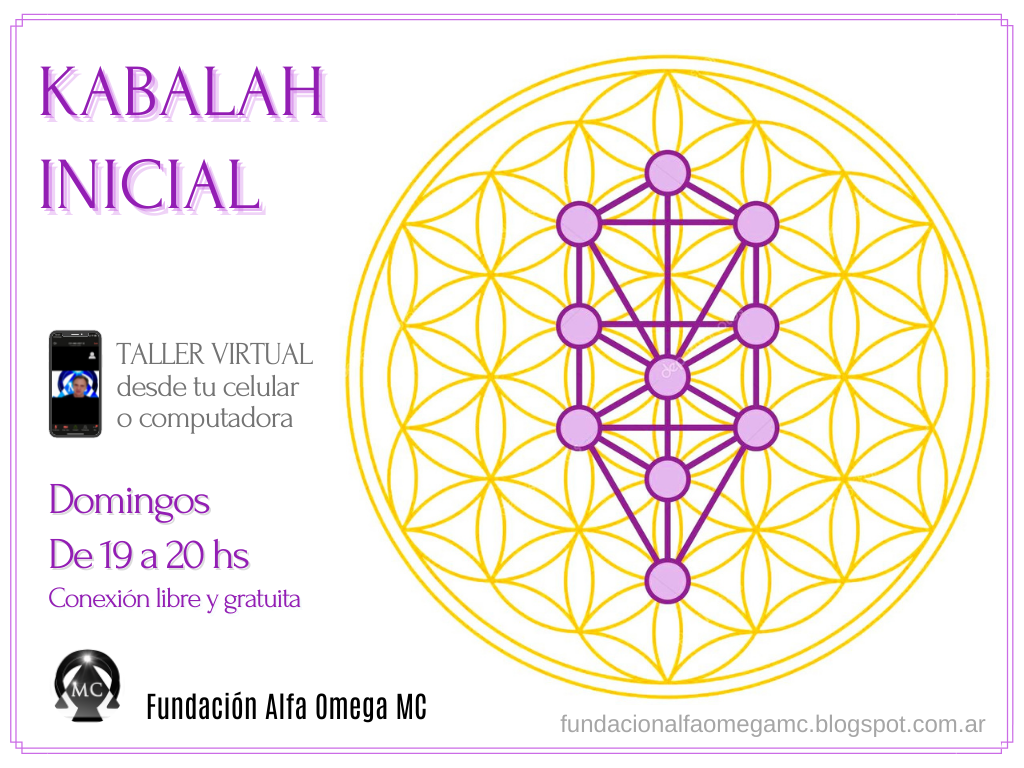 KABALAH
INICIAL
TALLER VIRTUAL
desde tu celular
o computadora
Domingos
De 19 a 20 hs
Conexión libre y gratuita
MC
Fundación Alfa Omega MC
fundacionalfaomegamc.blogspot.com.ar